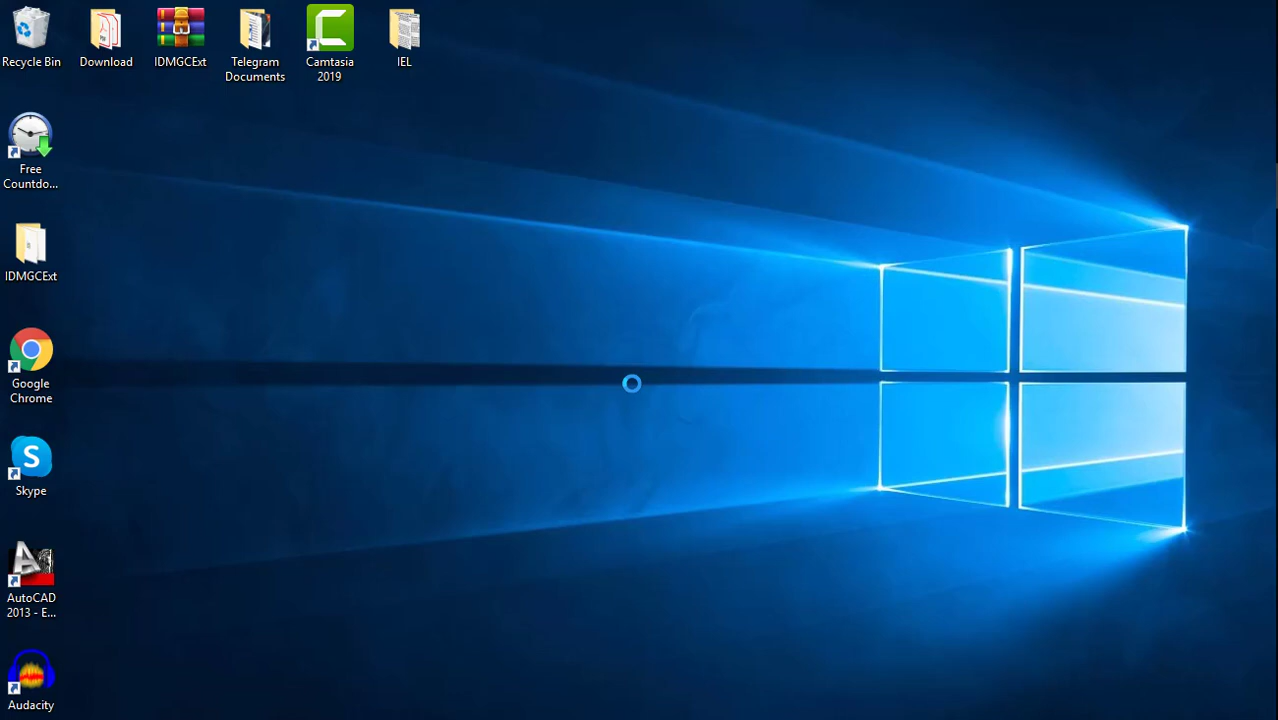 Recycle Bin
Download
IDMGCExt
Telegram
Documents
Camtasia
2019
IEL
Free
Countdo...
IDMGCExt
Google
Chrome
S
Skype
A
AutoCAD
2013 - E...
Audacity